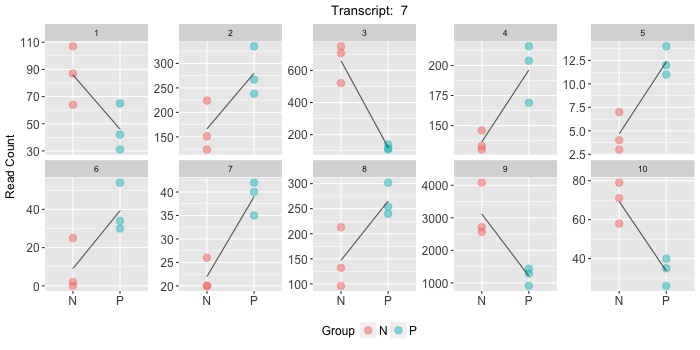 Transcript: 7
1 2 3 4 5
110 90 70 50 30
300 250 200 150
600 400 200
200 175 150
12.5 10.0 7.5 5.0 2.5
Read Count
6 7 8 9 10
40 20 0
40 35 30 25 20
300 250 200 150 100
4000 3000 2000 1000
80 60 40
N P N P N P N P N P
Group N P